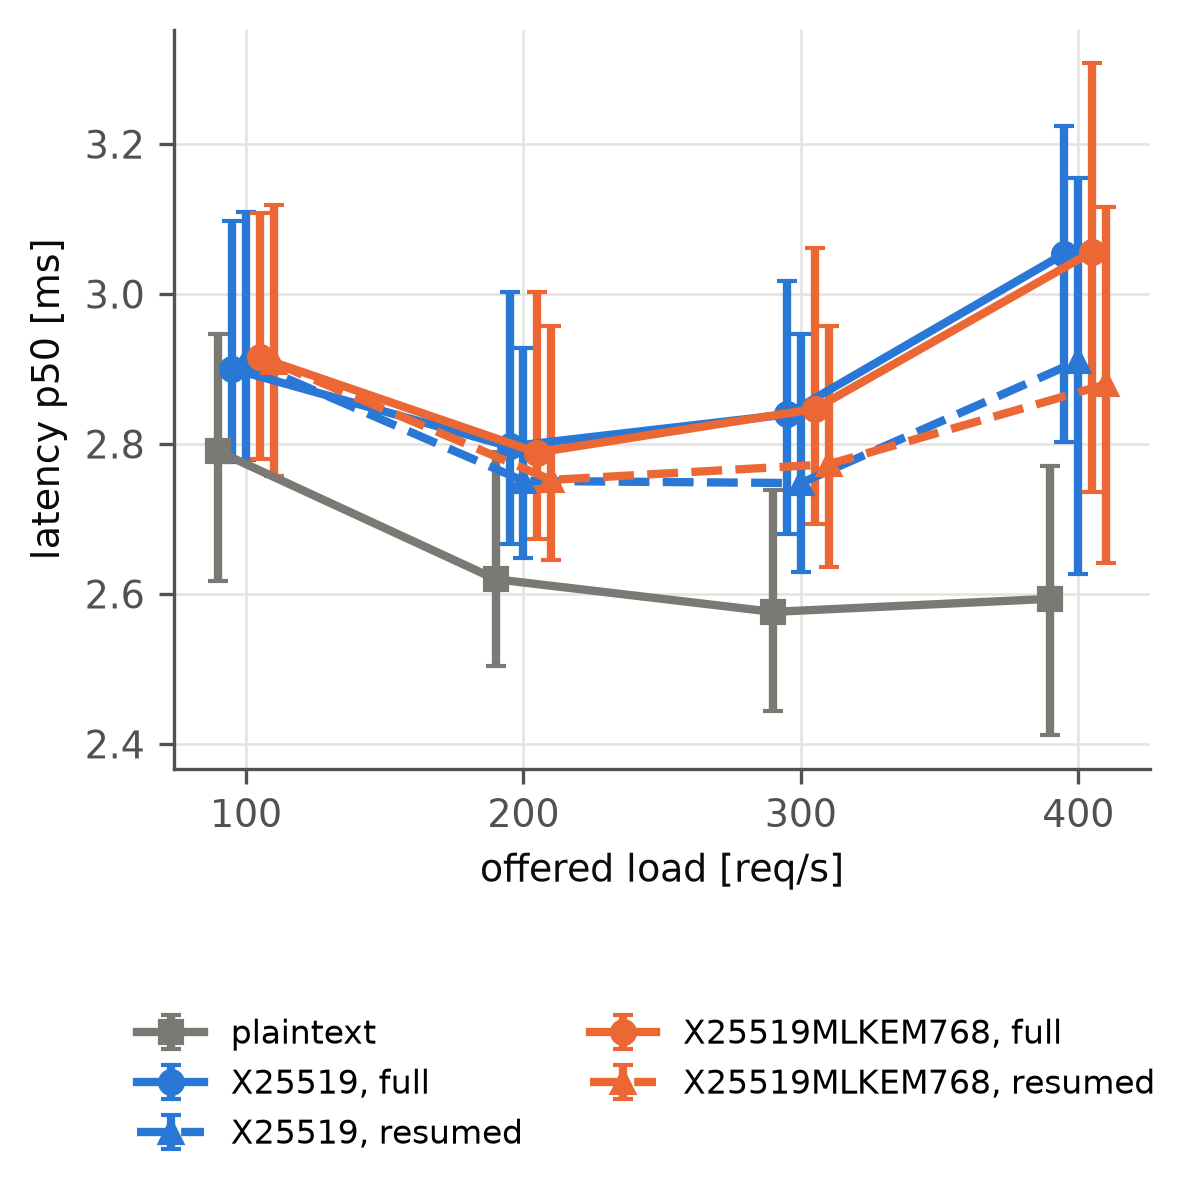 latency p50 [ms]
3.2
3.0
2.8
2.6
2.4
100 200 300 400
offered load [req/s]
plaintext
X25519, full
X25519, resumed
X25519MLKEM768, full
X25519MLKEM768, resumed